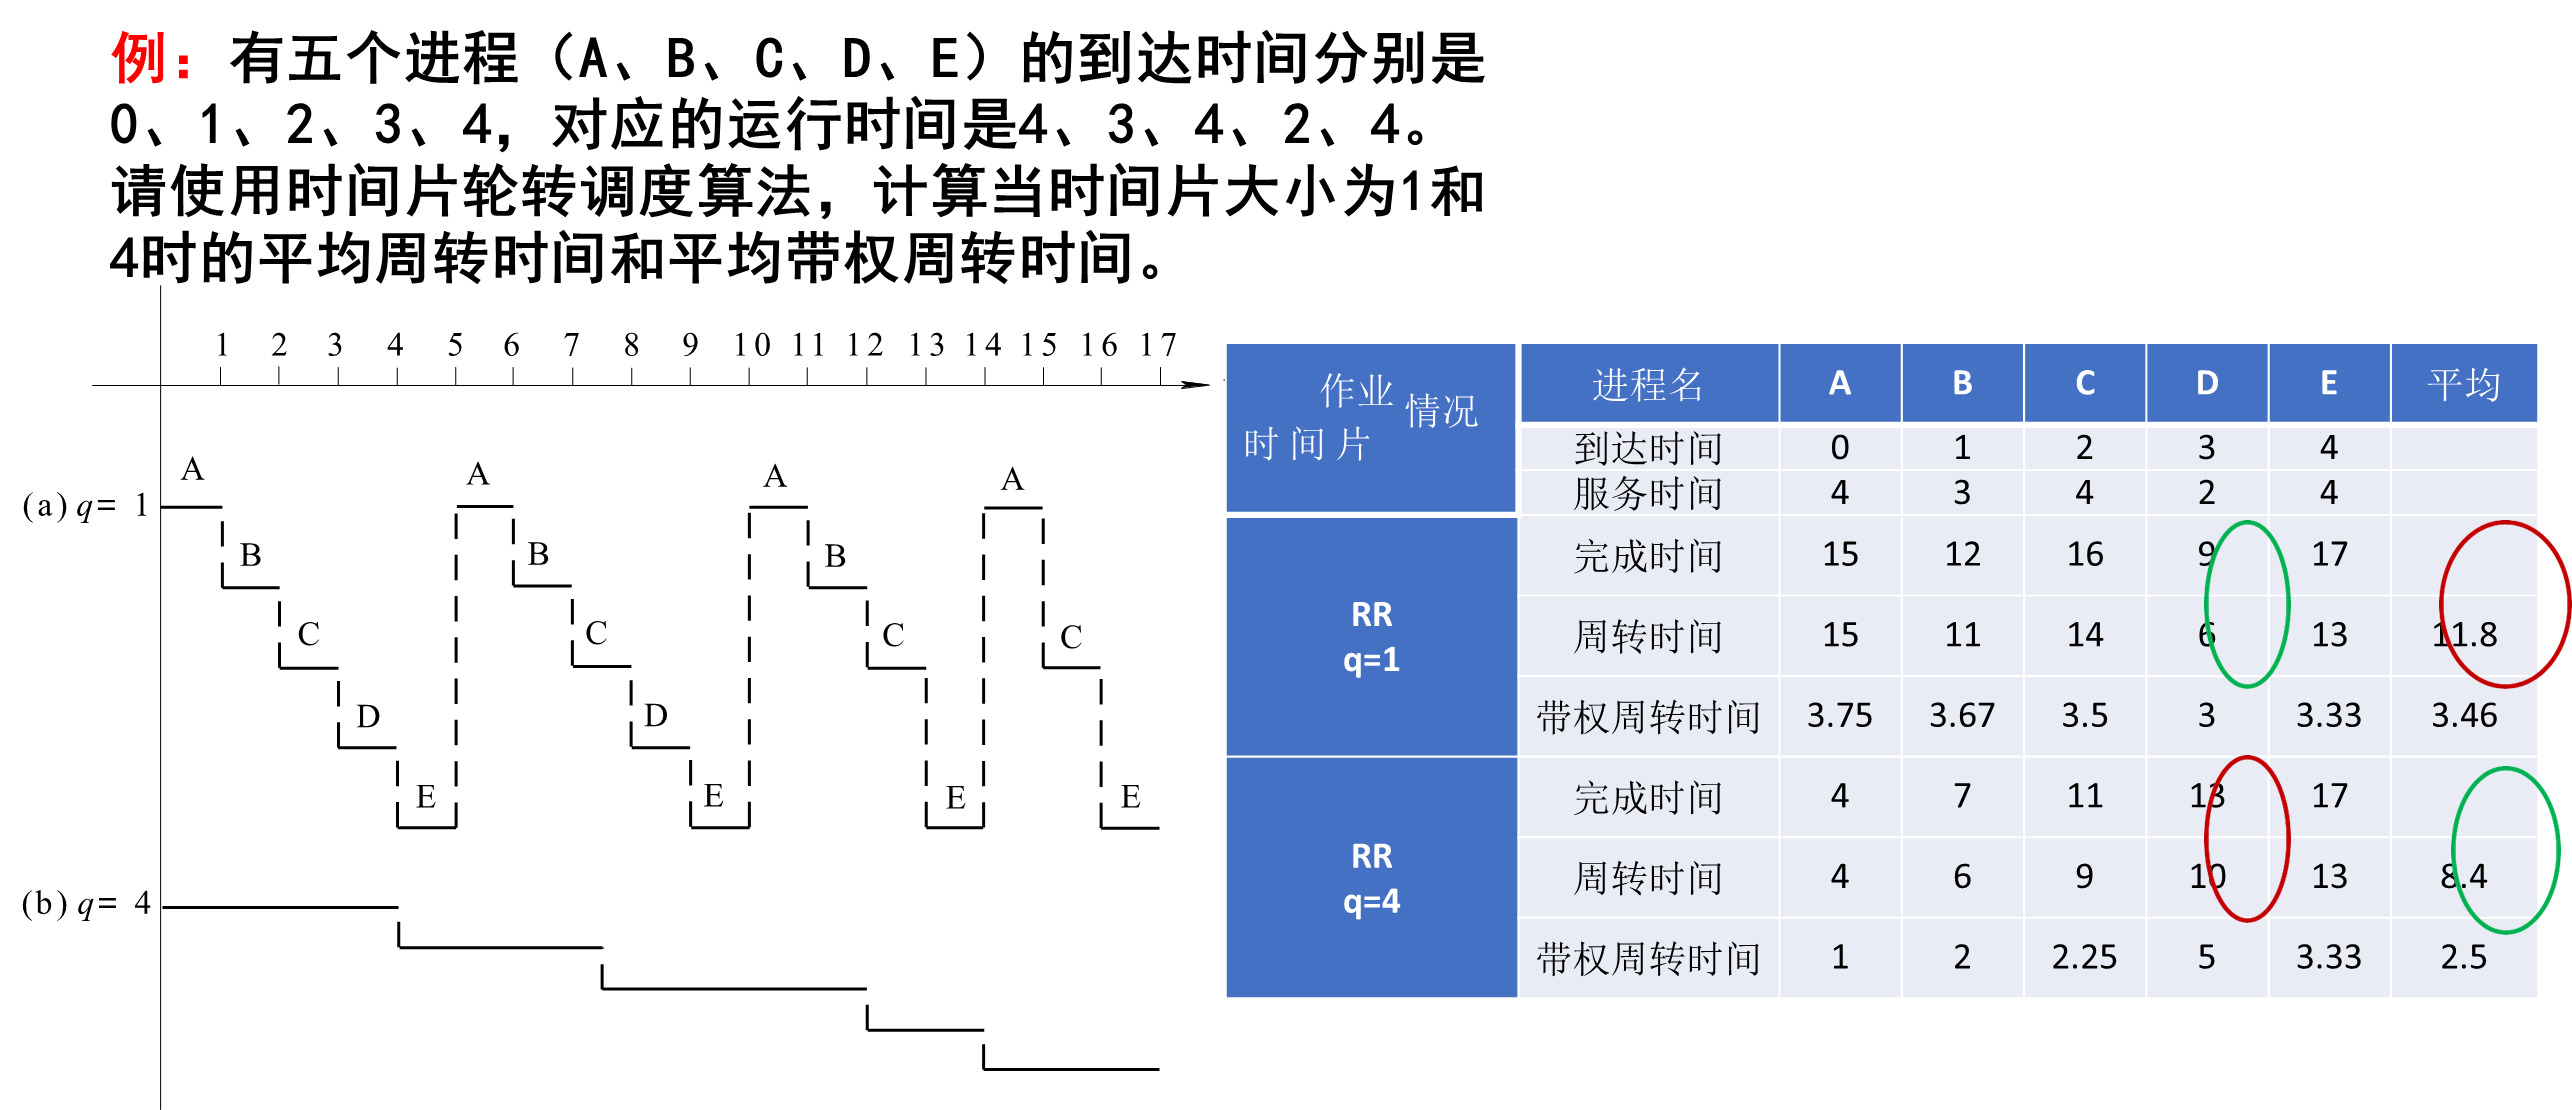 例：有五个进程（A、B、C、D、E）的到达时间分别是
0、1、2、3、4，对应的运行时间是4、3、4、2、4。
请使用时间片轮转调度算法，计算当时间片大小为1和
4时的平均周转时间和平均带权周转时间。
1 2 3 4 5 6 7 8 9 10 11 12 13 14 15 16 17
(a) q= 1
A A A A
B B B
C C C C
D D
E E E E
(b) q= 4
作业 情况 时间片 进程名 A B C D E 平均
到达时间 0 1 2 3 4
服务时间 4 3 4 2 4
RR q=1
完成时间 15 12 16 9 17
周转时间 15 11 14 6 13 11.8
带权周转时间 3.75 3.67 3.5 3 3.33 3.46
RR q=4
完成时间 4 7 11 13 17
周转时间 4 6 9 10 13 8.4
带权周转时间 1 2 2.25 5 3.33 2.5